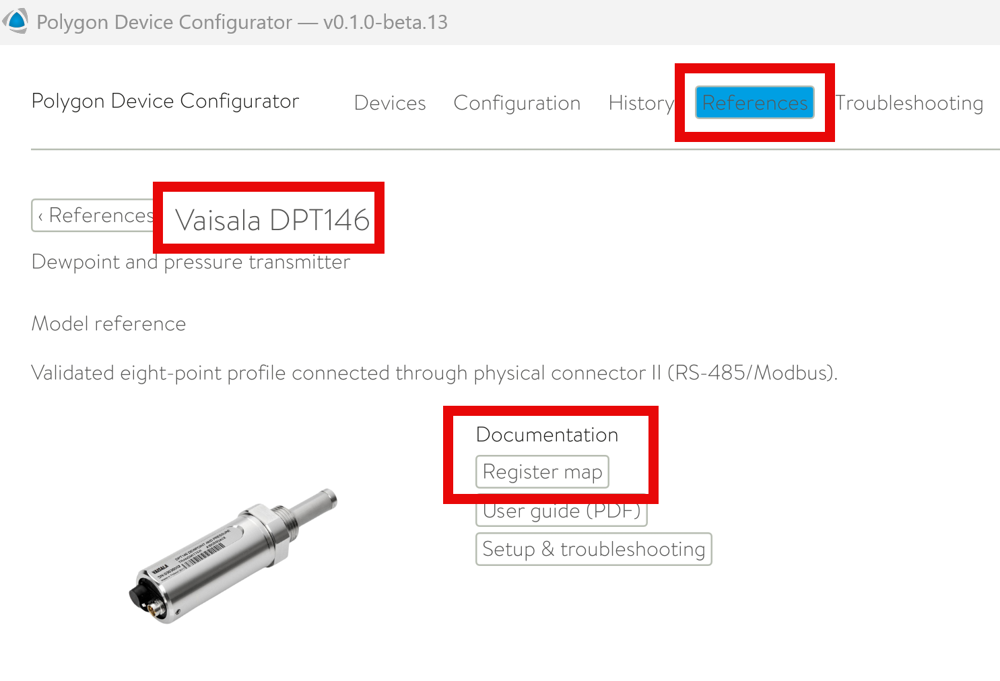 Polygon Device Configurator — v0.1.0-beta.13
Polygon Device Configurator Devices Configuration History References Troubleshooting
‹ References Vaisala DPT146
Dewpoint and pressure transmitter
Model reference
Validated eight-point profile connected through physical connector II (RS-485/Modbus).
Documentation
Register map
User guide (PDF)
Setup & troubleshooting
VAISALA
DPT146 DEWPOINT AND PRESSURE
TRANSMITTER